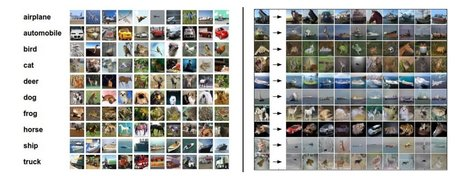 airplane
automobile
bird
cat
deer
dog
frog
horse
ship
truck